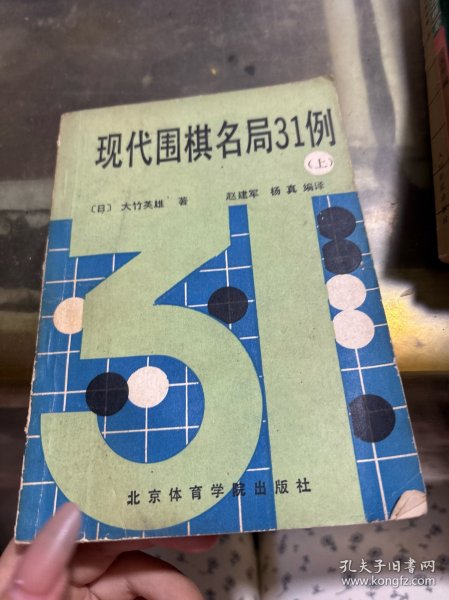 现代围棋名局31例
(上)
〔日〕 大竹英雄 著 赵建军 杨真 编译
31
北京体育学院出版社
孔夫子旧书网
www.kongfz.com